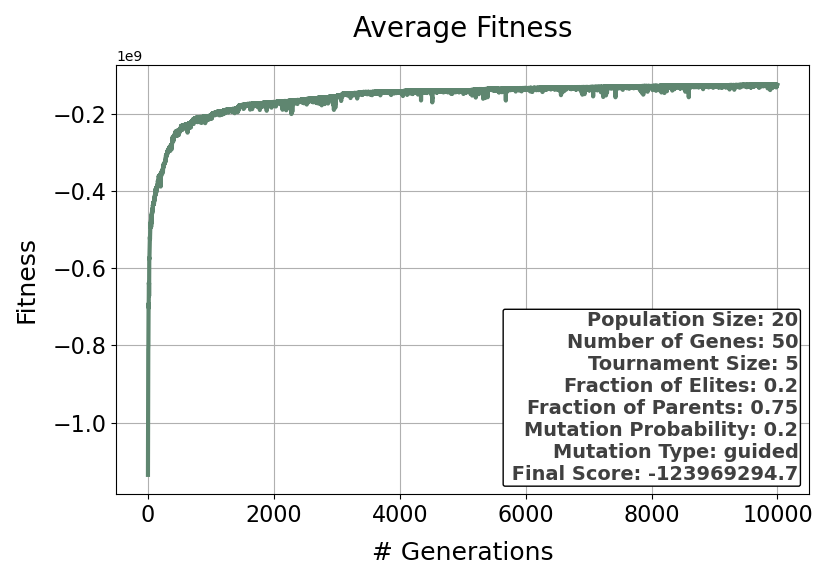 Average Fitness
1e9
−0.2
−0.4
−0.6
−0.8
−1.0
Fitness
Population Size: 20
Number of Genes: 50
Tournament Size: 5
Fraction of Elites: 0.2
Fraction of Parents: 0.75
Mutation Probability: 0.2
Mutation Type: guided
Final Score: -123969294.7
0 2000 4000 6000 8000 10000
# Generations